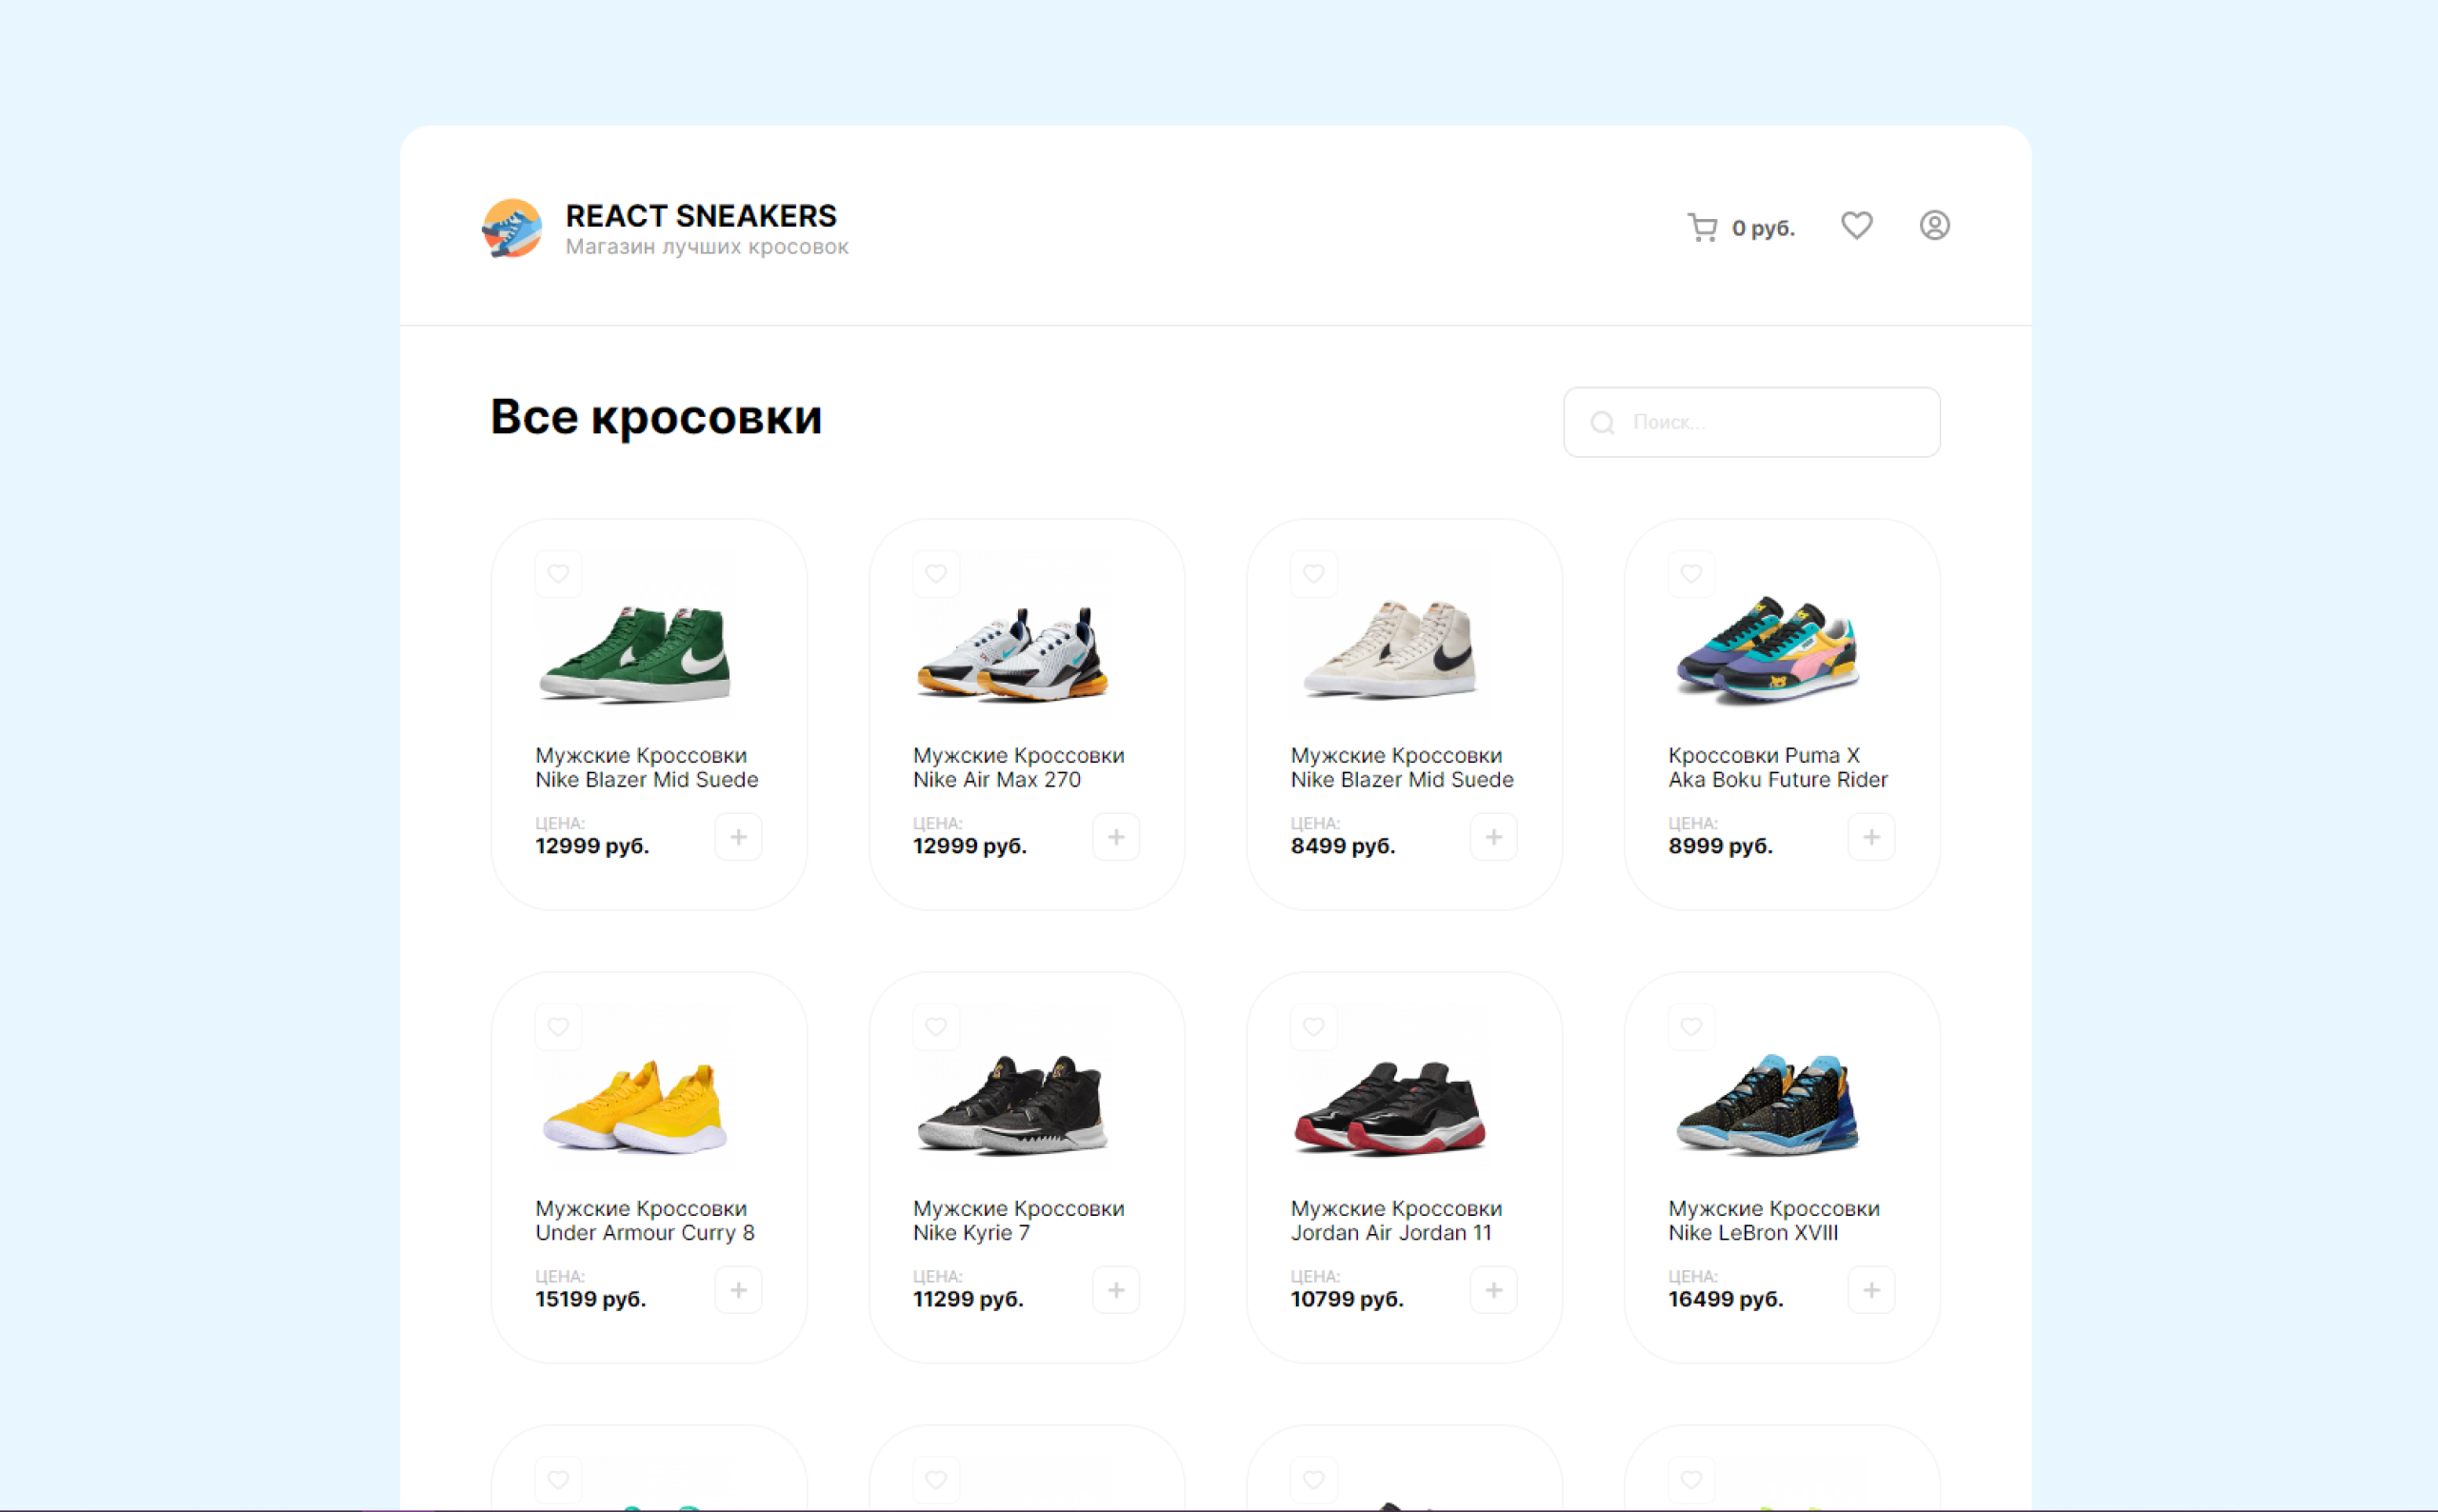 REACT SNEAKERS
Магазин лучших кросовок
0 руб.
Все кросовки
Поиск...
Мужские Кроссовки
Nike Blazer Mid Suede
ЦЕНА:
12999 руб.
Мужские Кроссовки
Nike Air Max 270
ЦЕНА:
12999 руб.
Мужские Кроссовки
Nike Blazer Mid Suede
ЦЕНА:
8499 руб.
Кроссовки Puma X
Aka Boku Future Rider
ЦЕНА:
8999 руб.
Мужские Кроссовки
Under Armour Curry 8
ЦЕНА:
15199 руб.
Мужские Кроссовки
Nike Kyrie 7
ЦЕНА:
11299 руб.
Мужские Кроссовки
Jordan Air Jordan 11
ЦЕНА:
10799 руб.
Мужские Кроссовки
Nike LeBron XVIII
ЦЕНА:
16499 руб.